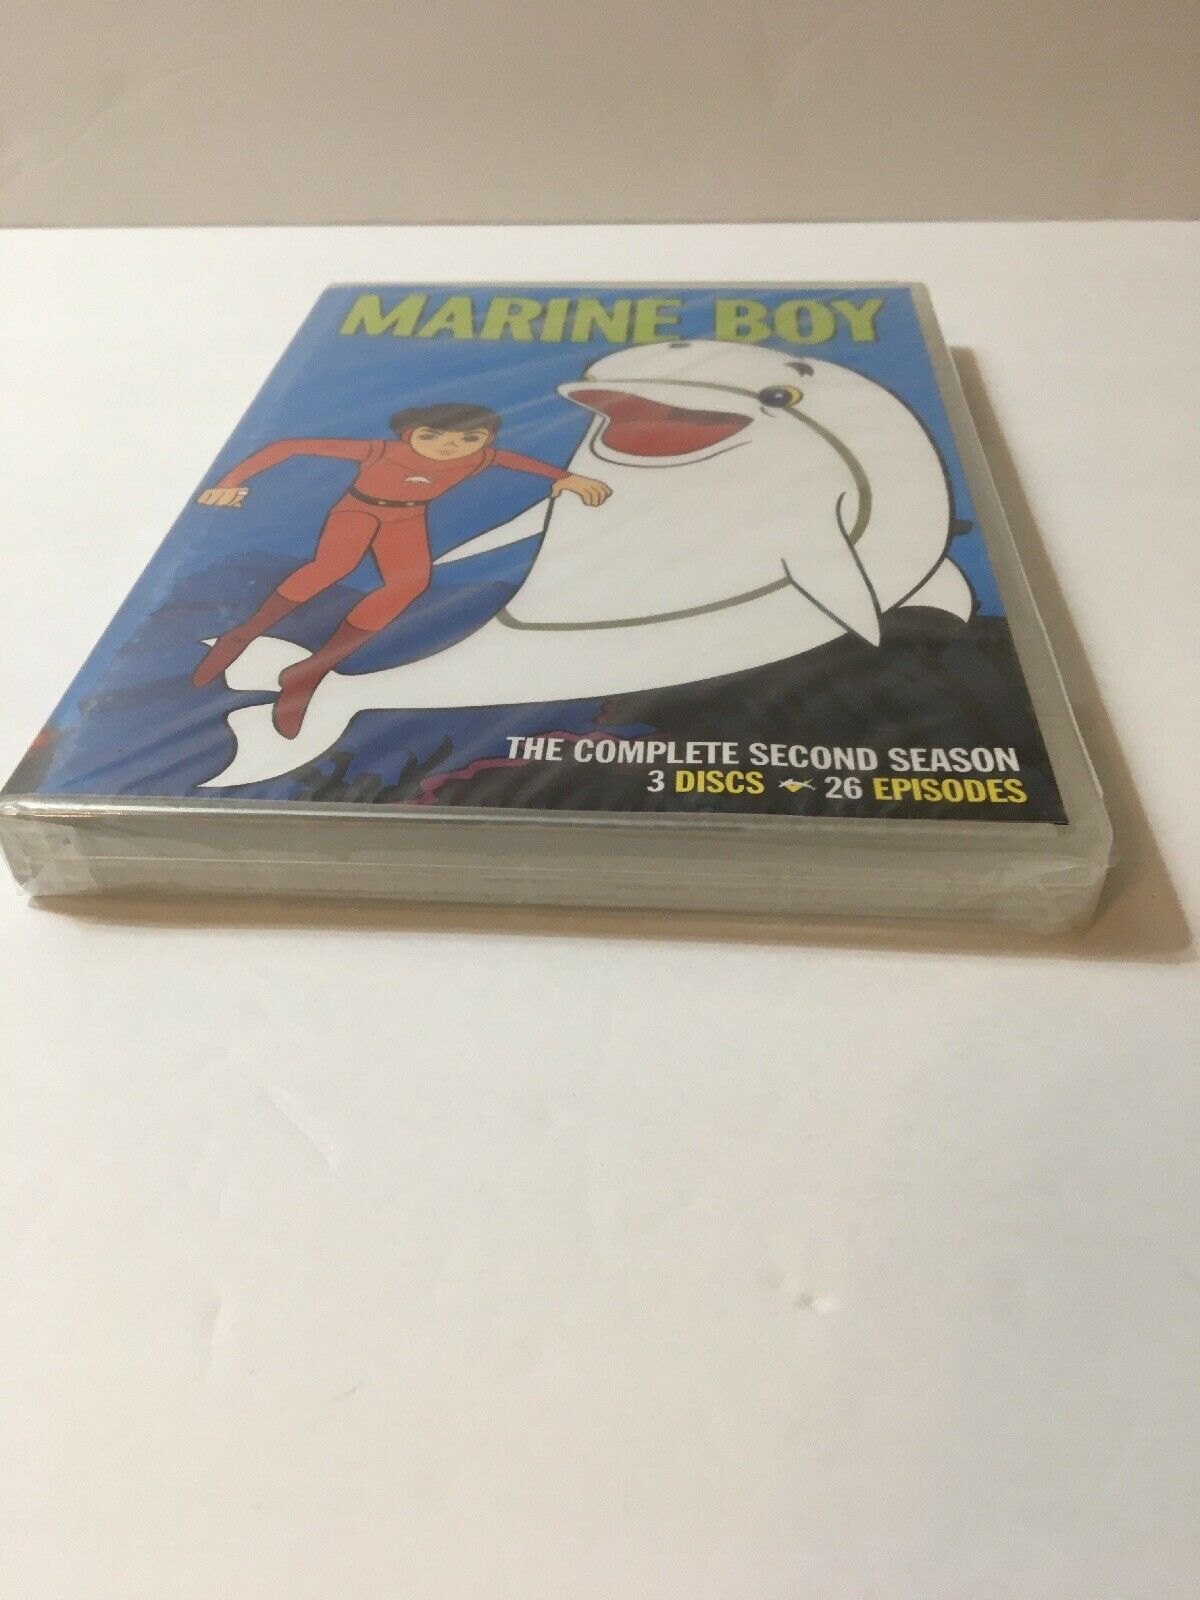 MARINE BOY
THE COMPLETE SECOND SEASON
3 DISCS 26 EPISODES